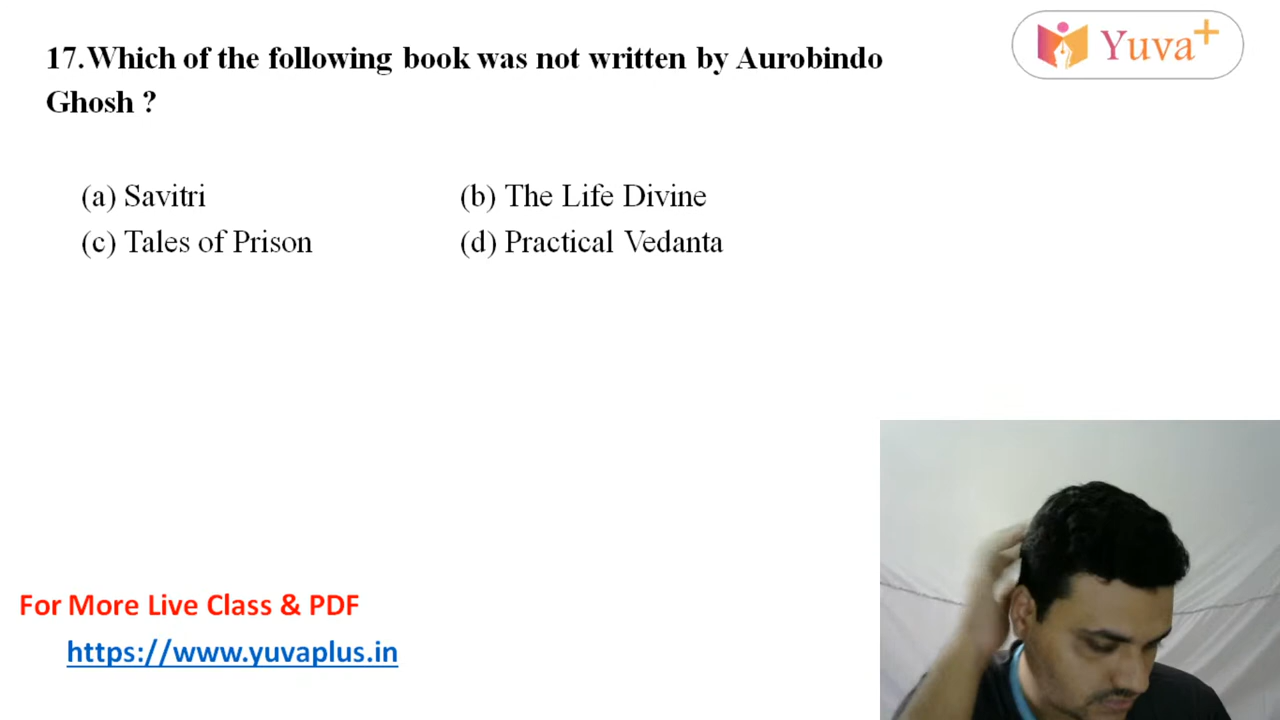 17.Which of the following book was not written by Aurobindo
Ghosh ?
Yuva+
(a) Savitri (b) The Life Divine
(c) Tales of Prison (d) Practical Vedanta
For More Live Class & PDF
https://www.yuvaplus.in